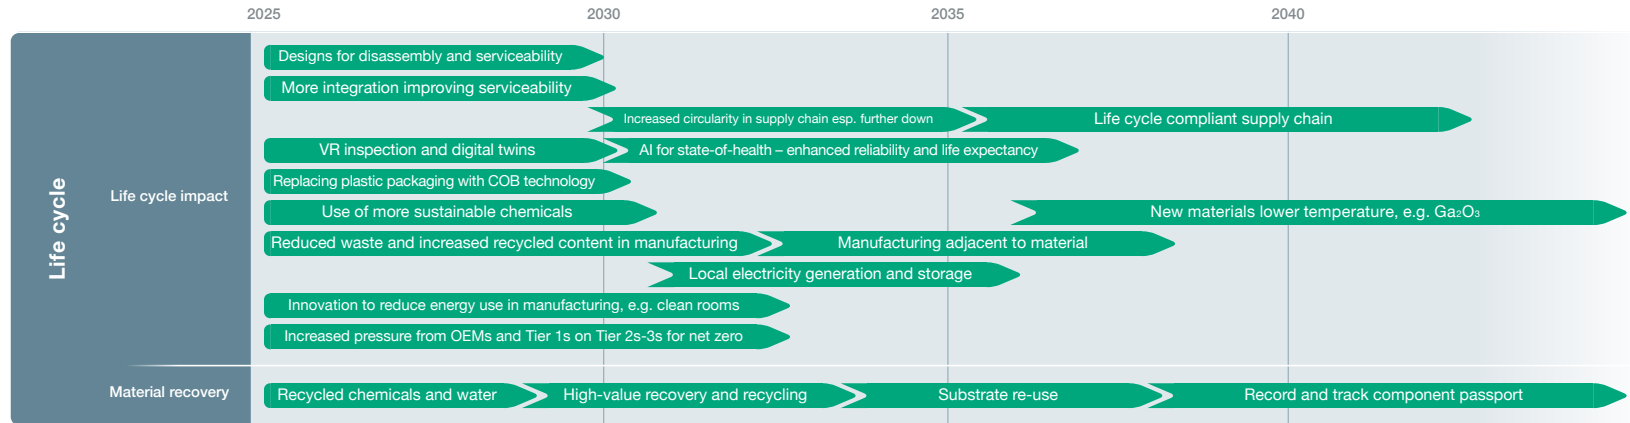 2025
2030
2035
2040
Life cycle
Life cycle impact
Designs for disassembly and serviceability
More integration improving serviceability
Increased circularity in supply chain esp. further down
Life cycle compliant supply chain
VR inspection and digital twins
AI for state-of-health – enhanced reliability and life expectancy
Replacing plastic packaging with COB technology
Use of more sustainable chemicals
New materials lower temperature, e.g. Ga₂O₃
Reduced waste and increased recycled content in manufacturing
Manufacturing adjacent to material
Local electricity generation and storage
Innovation to reduce energy use in manufacturing, e.g. clean rooms
Increased pressure from OEMs and Tier 1s on Tier 2s-3s for net zero
Material recovery
Recycled chemicals and water
High-value recovery and recycling
Substrate re-use
Record and track component passport